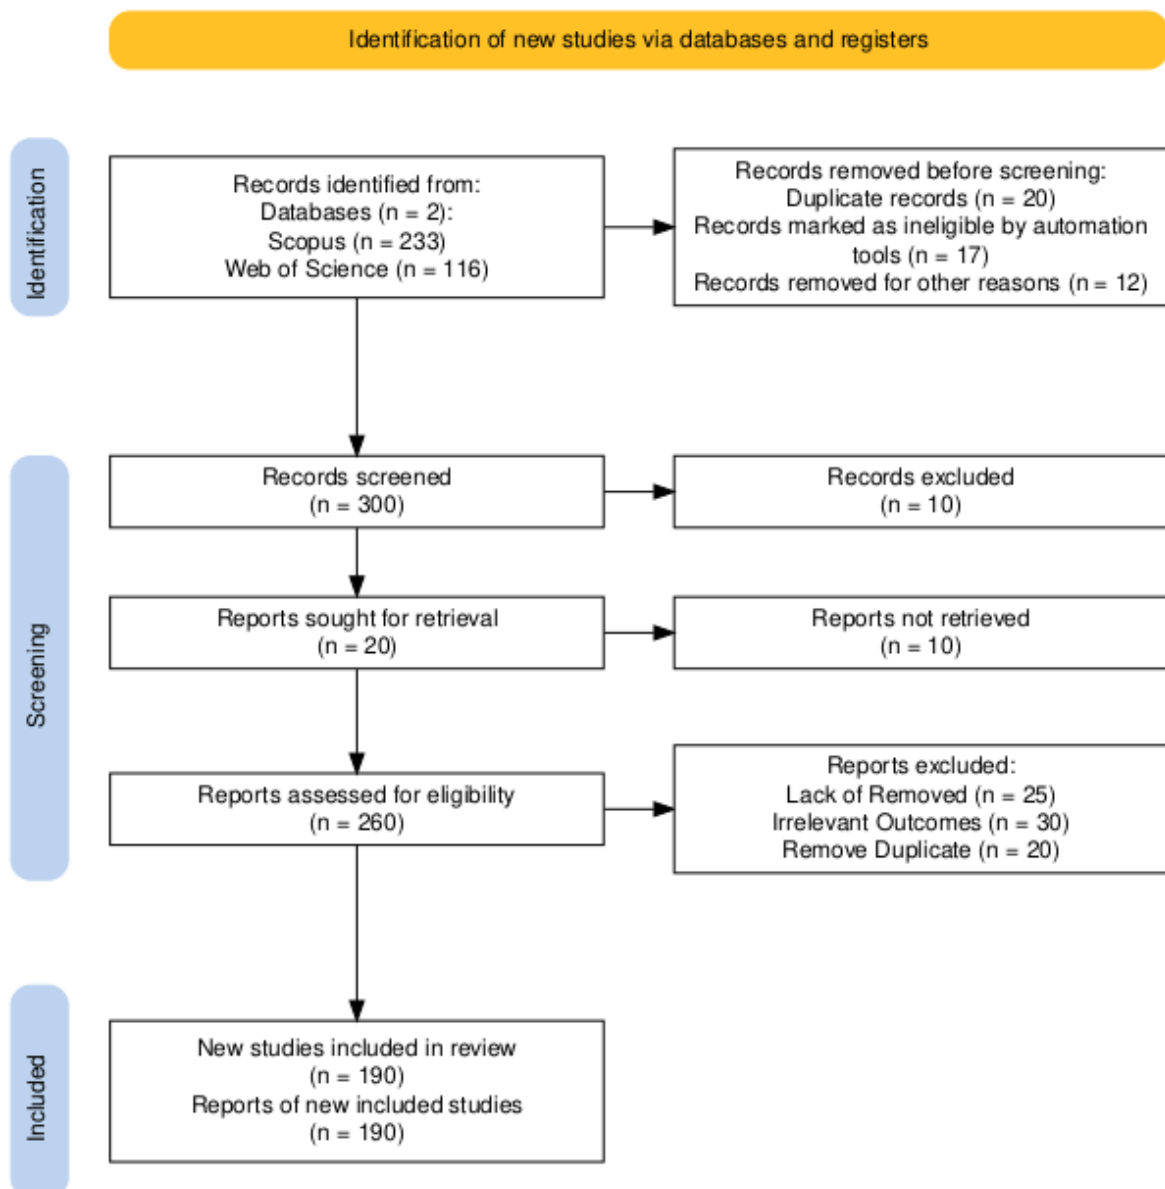 Identification of new studies via databases and registers
Identification
Records identified from:
Databases (n = 2):
Scopus (n = 233)
Web of Science (n = 116)
Records removed before screening:
Duplicate records (n = 20)
Records marked as ineligible by automation
tools (n = 17)
Records removed for other reasons (n = 12)
Screening
Records screened
(n = 300)
Records excluded
(n = 10)
Reports sought for retrieval
(n = 20)
Reports not retrieved
(n = 10)
Reports assessed for eligibility
(n = 260)
Reports excluded:
Lack of Removed (n = 25)
Irrelevant Outcomes (n = 30)
Remove Duplicate (n = 20)
Included
New studies included in review
(n = 190)
Reports of new included studies
(n = 190)